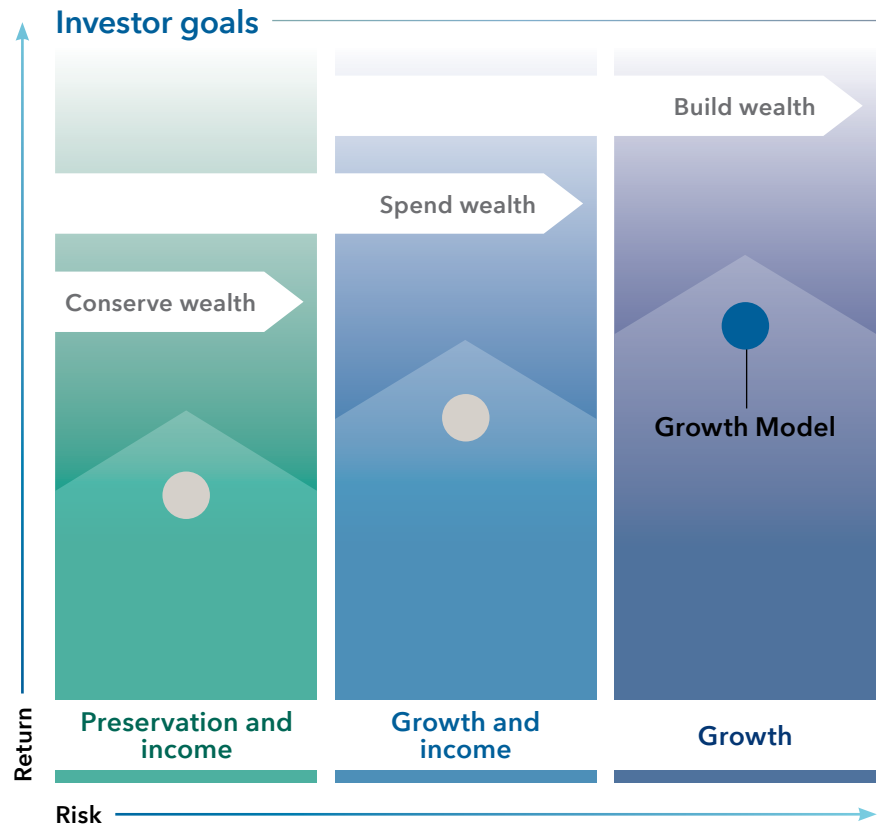 Investor goals
Build wealth
Spend wealth
Conserve wealth
Growth Model
Return
Preservation and
income
Growth and
income
Growth
Risk